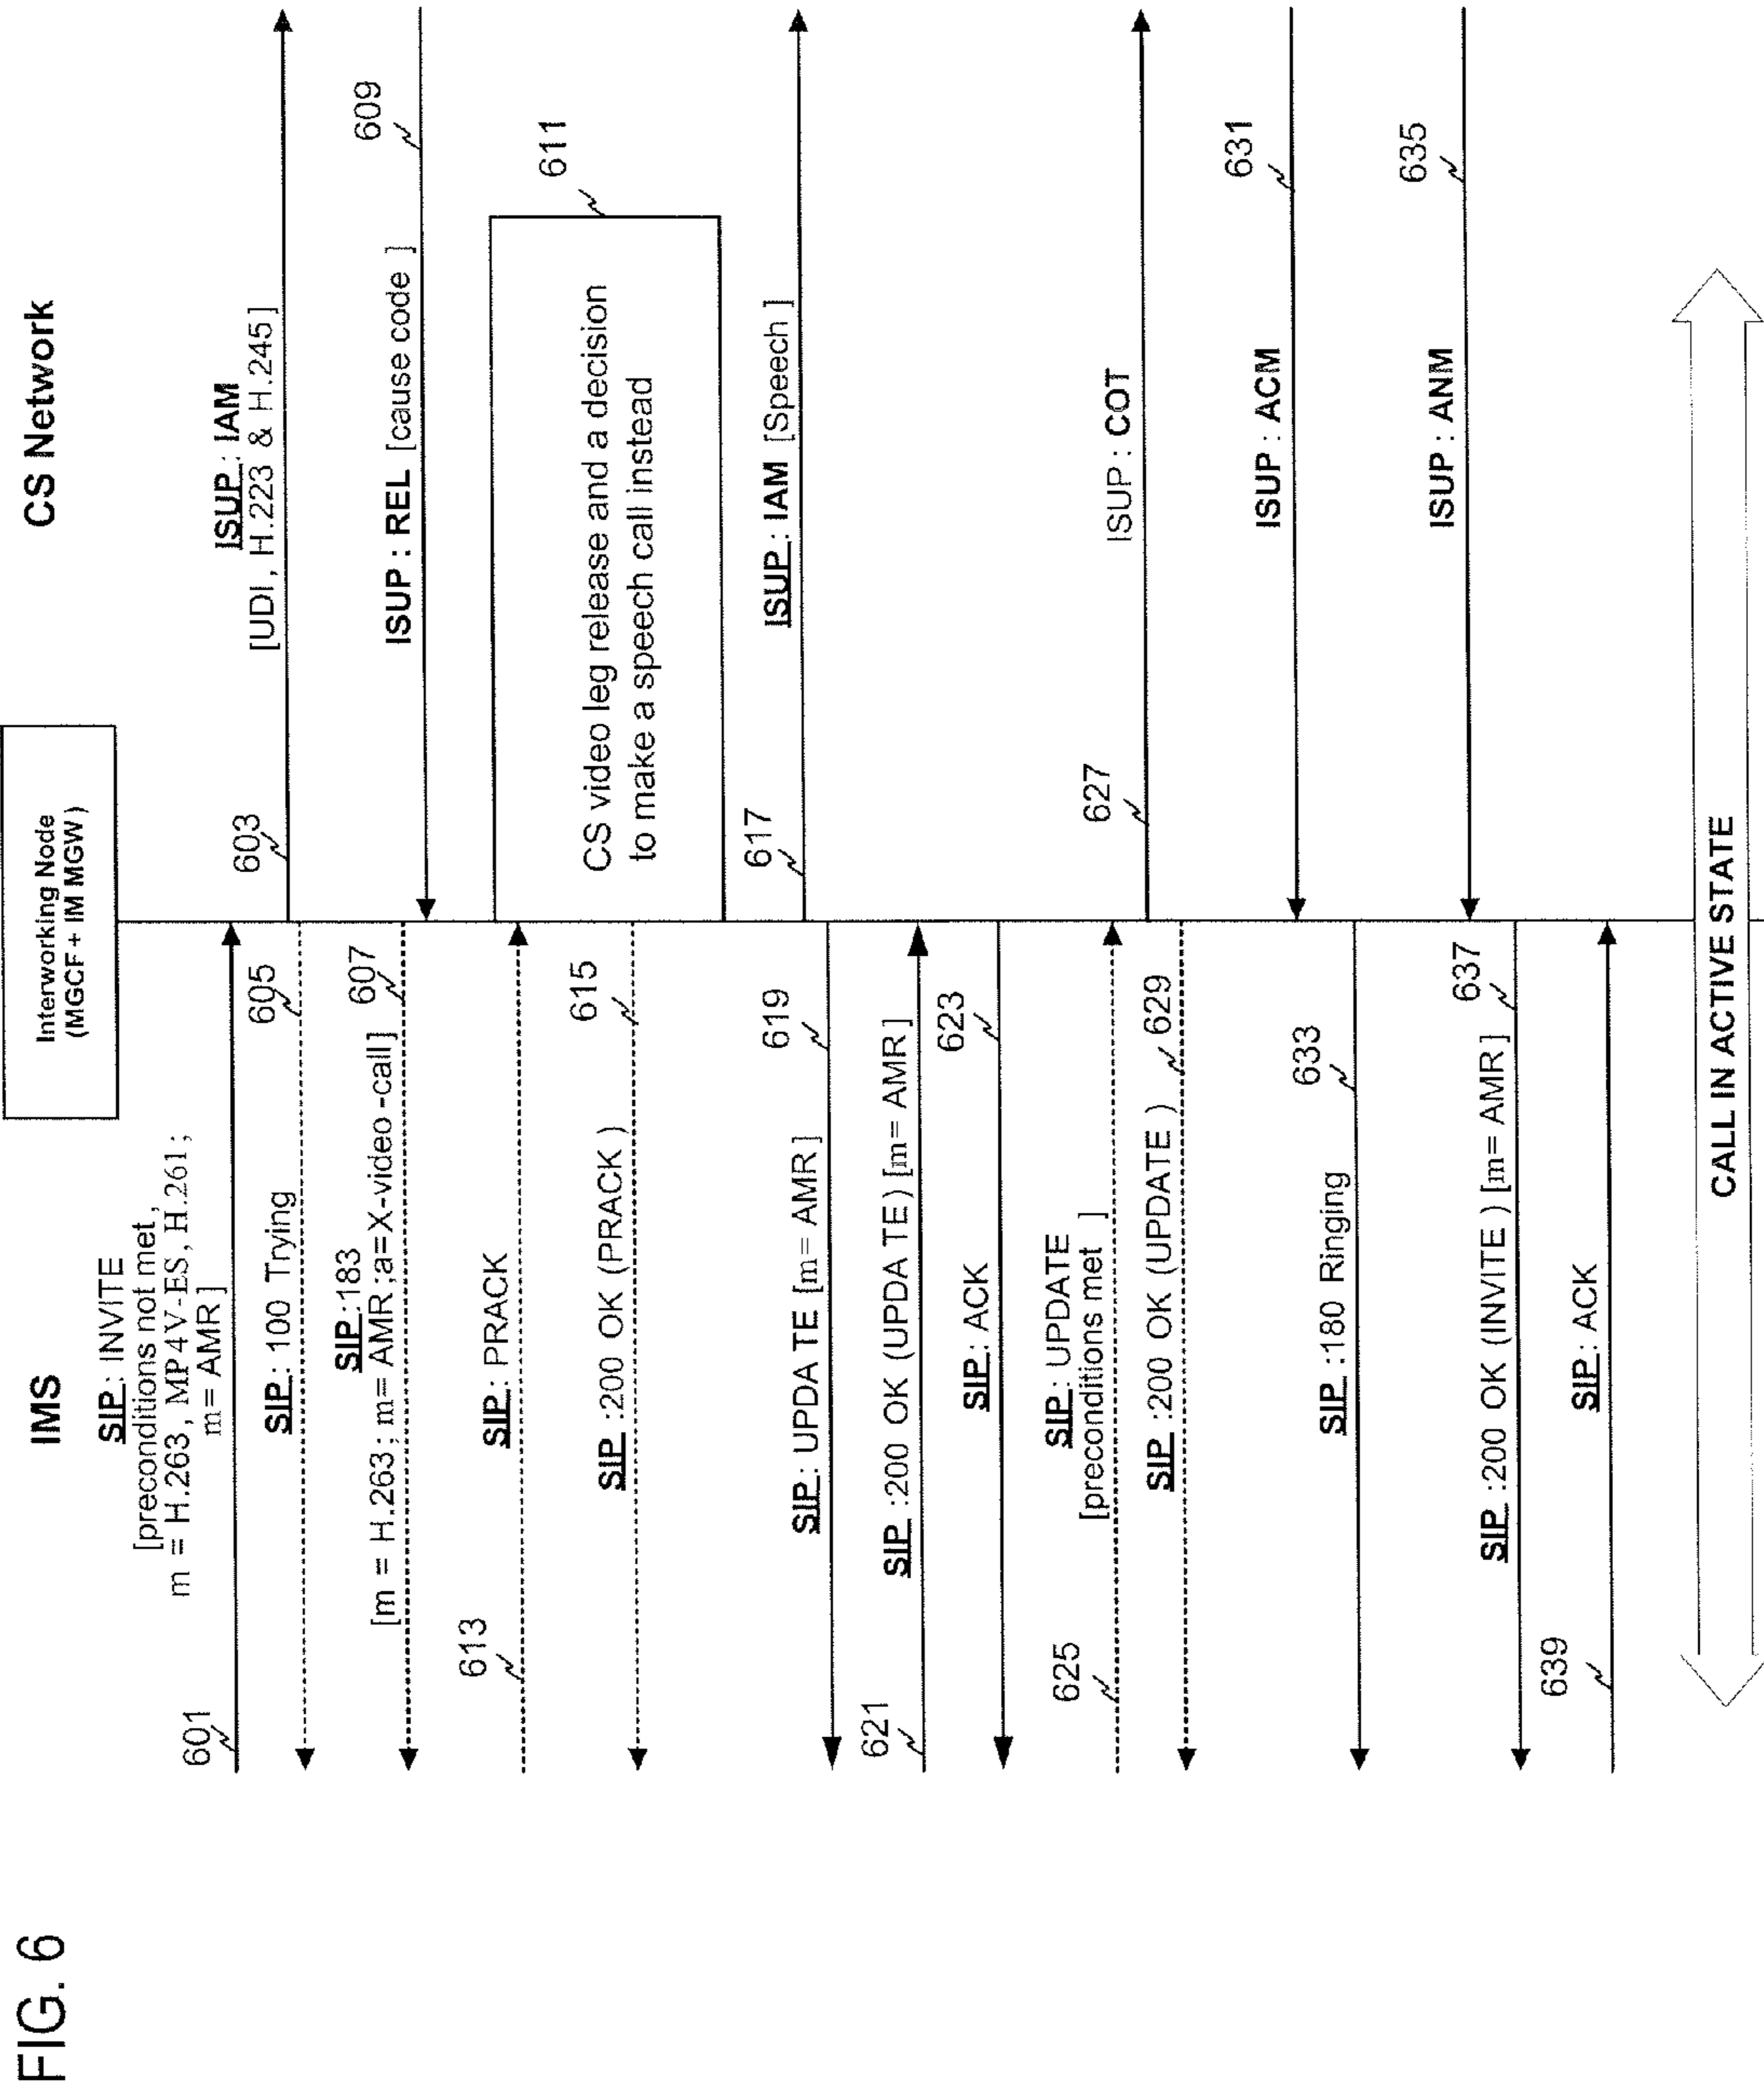 FIG. 6
IMS
Interworking Node
(MGCF + IM MGW)
CS Network
SIP : INVITE
[preconditions not met ,
m = H.263, MP4V-ES, H.261;
m= AMR ]
601
ISUP : IAM
[UDI, H.223 & H.245]
603
SIP : 100 Trying
605
SIP :183
[m = H.263; m= AMR ;a=X-video -call]
607
ISUP : REL [cause code ]
609
CS video leg release and a decision
to make a speech call instead
611
SIP : PRACK
613
SIP :200 OK (PRACK )
615
ISUP : IAM [Speech ]
617
SIP : UPDA TE [m= AMR]
619
SIP :200 OK (UPDA TE) [m= AMR]
621
SIP : ACK
623
SIP : UPDATE
[preconditions met ]
625
ISUP : COT
627
SIP :200 OK (UPDATE )
629
ISUP : ACM
631
SIP :180 Ringing
633
ISUP : ANM
635
SIP :200 OK (INVITE ) [m= AMR]
637
SIP : ACK
639
CALL IN ACTIVE STATE